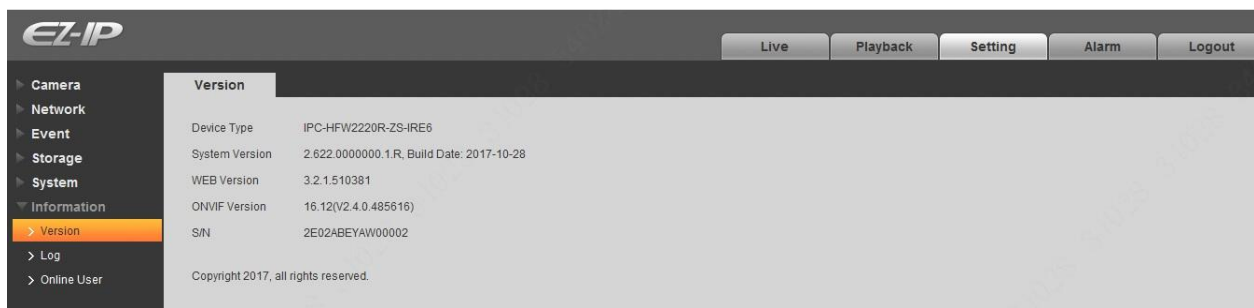 EZ-IP
Live Playback Setting Alarm Logout
Camera
Network
Event
Storage
System
Information
Version
Log
Online User
Version
Device Type IPC-HFW2220R-ZS-IRE6
System Version 2.622.0000000.1.R, Build Date: 2017-10-28
WEB Version 3.2.1.510381
ONVIF Version 16.12(V2.4.0.485616)
S/N 2E02ABEYAW00002
Copyright 2017, all rights reserved.